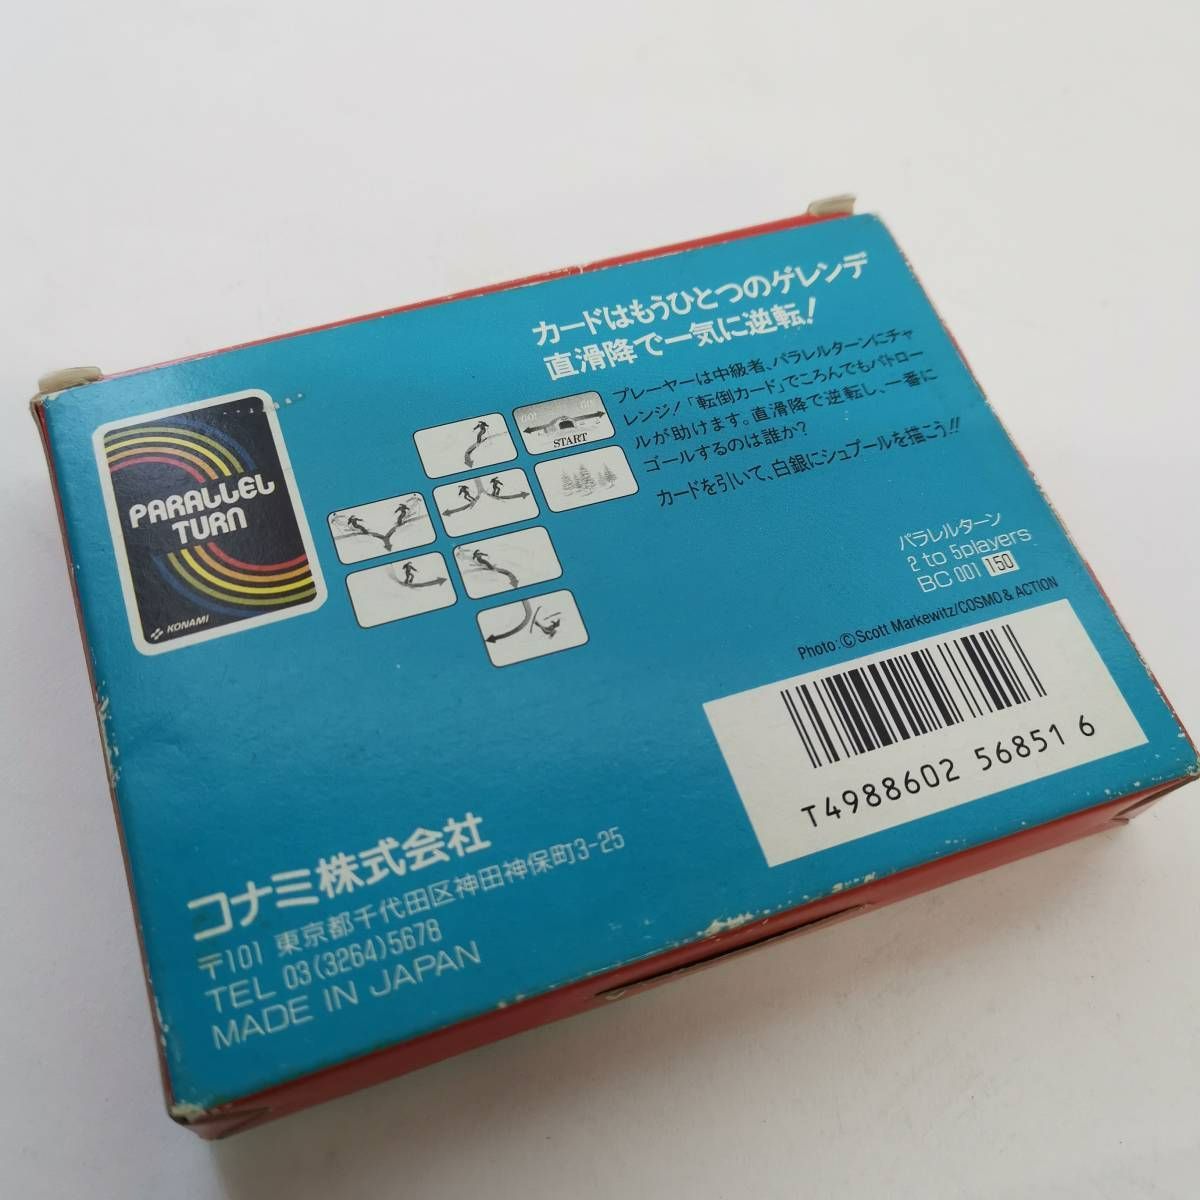 カードはもうひとつのゲレンデ
直滑降で一気に逆転!
プレーヤーは中級者、パラレルターンにチャ
レンジ!「転倒カード」でころんでもパトロー
ルが助けます。直滑降で逆転し、一番に
ゴールするのは誰か?
カードを引いて、白銀にシュプールを描こう!!
PARALLEL
TURN
KONAMI
GO!
GO!
START
パラレルターン
2 to 5players
BC 001 150
Photo:©Scott Markewitz/COSMO & ACTION
T4988602 56851 6
コナミ株式会社
〒101 東京都千代田区神田神保町3-25
TEL 03(3264)5678
MADE IN JAPAN